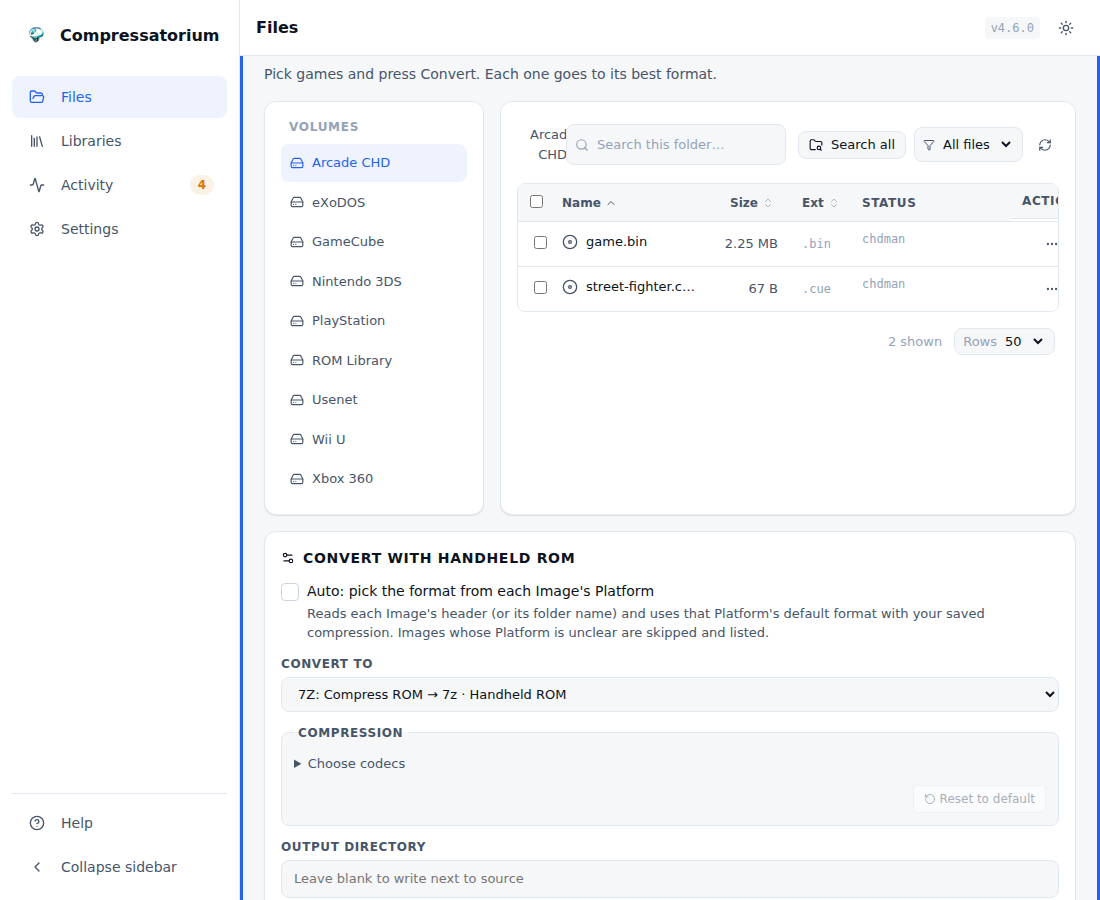 Compressatorium
Files
Libraries
Activity 4
Settings
Help
Collapse sidebar
Files
v4.6.0
Pick games and press Convert. Each one goes to its best format.
VOLUMES
Arcade CHD
eXoDOS
GameCube
Nintendo 3DS
PlayStation
ROM Library
Usenet
Wii U
Xbox 360
Arcad
CHD
Search this folder...
Search all
All files
Name Size Ext STATUS ACTIO
game.bin 2.25 MB .bin chdman ...
street-fighter.c... 67 B .cue chdman ...
2 shown Rows 50
CONVERT WITH HANDHELD ROM
Auto: pick the format from each Image's Platform
Reads each Image's header (or its folder name) and uses that Platform's default format with your saved
compression. Images whose Platform is unclear are skipped and listed.
CONVERT TO
7Z: Compress ROM → 7z · Handheld ROM
COMPRESSION
Choose codecs
Reset to default
OUTPUT DIRECTORY
Leave blank to write next to source